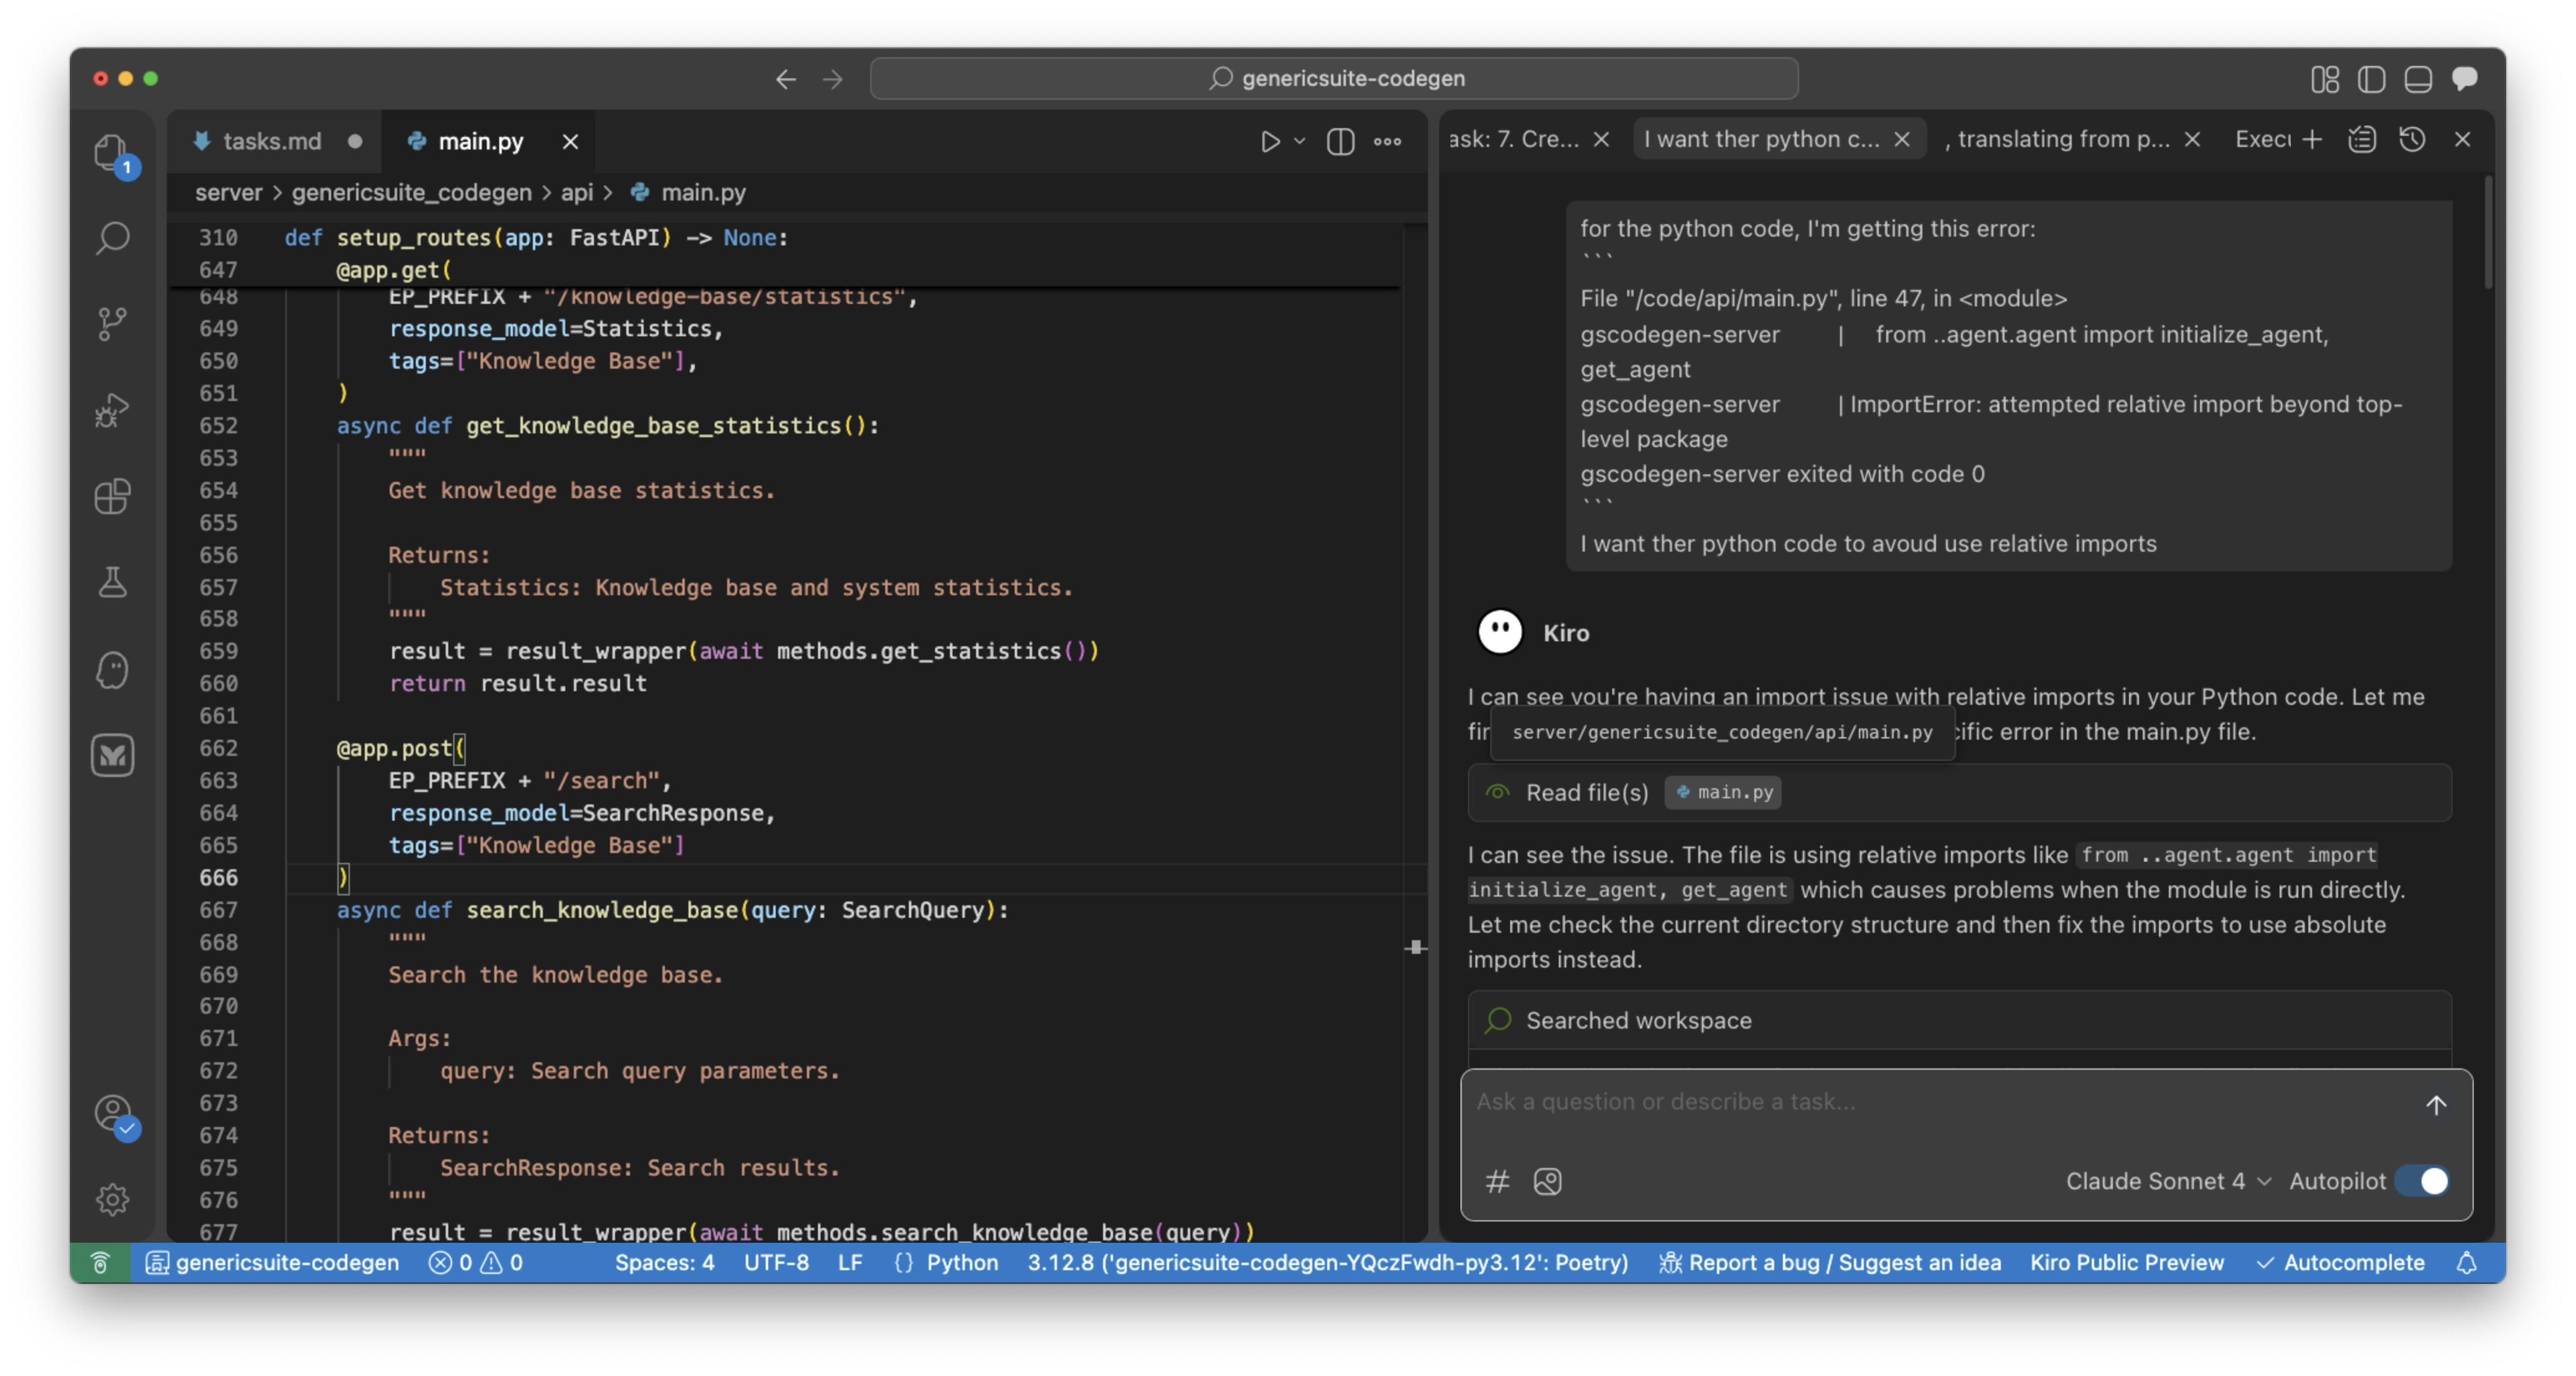 genericsuite-codegen
1
tasks.md
main.py
server > genericsuite_codegen > api > main.py
310 def setup_routes(app: FastAPI) -> None:
647 @app.get(
648 EP_PREFIX + "/knowledge-base/statistics",
649 response_model=Statistics,
650 tags=["Knowledge Base"],
651 )
652 async def get_knowledge_base_statistics():
653 """
654 Get knowledge base statistics.
655
656 Returns:
657 Statistics: Knowledge base and system statistics.
658 """
659 result = result_wrapper(await methods.get_statistics())
660 return result.result
661
662 @app.post(
663 EP_PREFIX + "/search",
664 response_model=SearchResponse,
665 tags=["Knowledge Base"]
666 )
667 async def search_knowledge_base(query: SearchQuery):
668 """
669 Search the knowledge base.
670
671 Args:
672 query: Search query parameters.
673
674 Returns:
675 SearchResponse: Search results.
676 """
677 result = result_wrapper(await methods.search_knowledge_base(query))
ask: 7. Cre...
I want ther python c...
, translating from p...
Execu
for the python code, I'm getting this error:
```
File "/code/api/main.py", line 47, in <module>
gscodegen-server | from ..agent.agent import initialize_agent,
get_agent
gscodegen-server | ImportError: attempted relative import beyond top-
level package
gscodegen-server exited with code 0
```
I want ther python code to avoud use relative imports
Kiro
I can see you're having an import issue with relative imports in your Python code. Let me
server/genericsuite_codegen/api/main.py
error in the main.py file.
Read file(s) main.py
I can see the issue. The file is using relative imports like from ..agent.agent import
initialize_agent, get_agent which causes problems when the module is run directly.
Let me check the current directory structure and then fix the imports to use absolute
imports instead.
Searched workspace
Ask a question or describe a task...
# Claude Sonnet 4 Autopilot
genericsuite-codegen 0 0 Spaces: 4 UTF-8 LF {} Python 3.12.8 ('genericsuite-codegen-YQczFwdh-py3.12': Poetry) Report a bug / Suggest an idea Kiro Public Preview Autocomplete